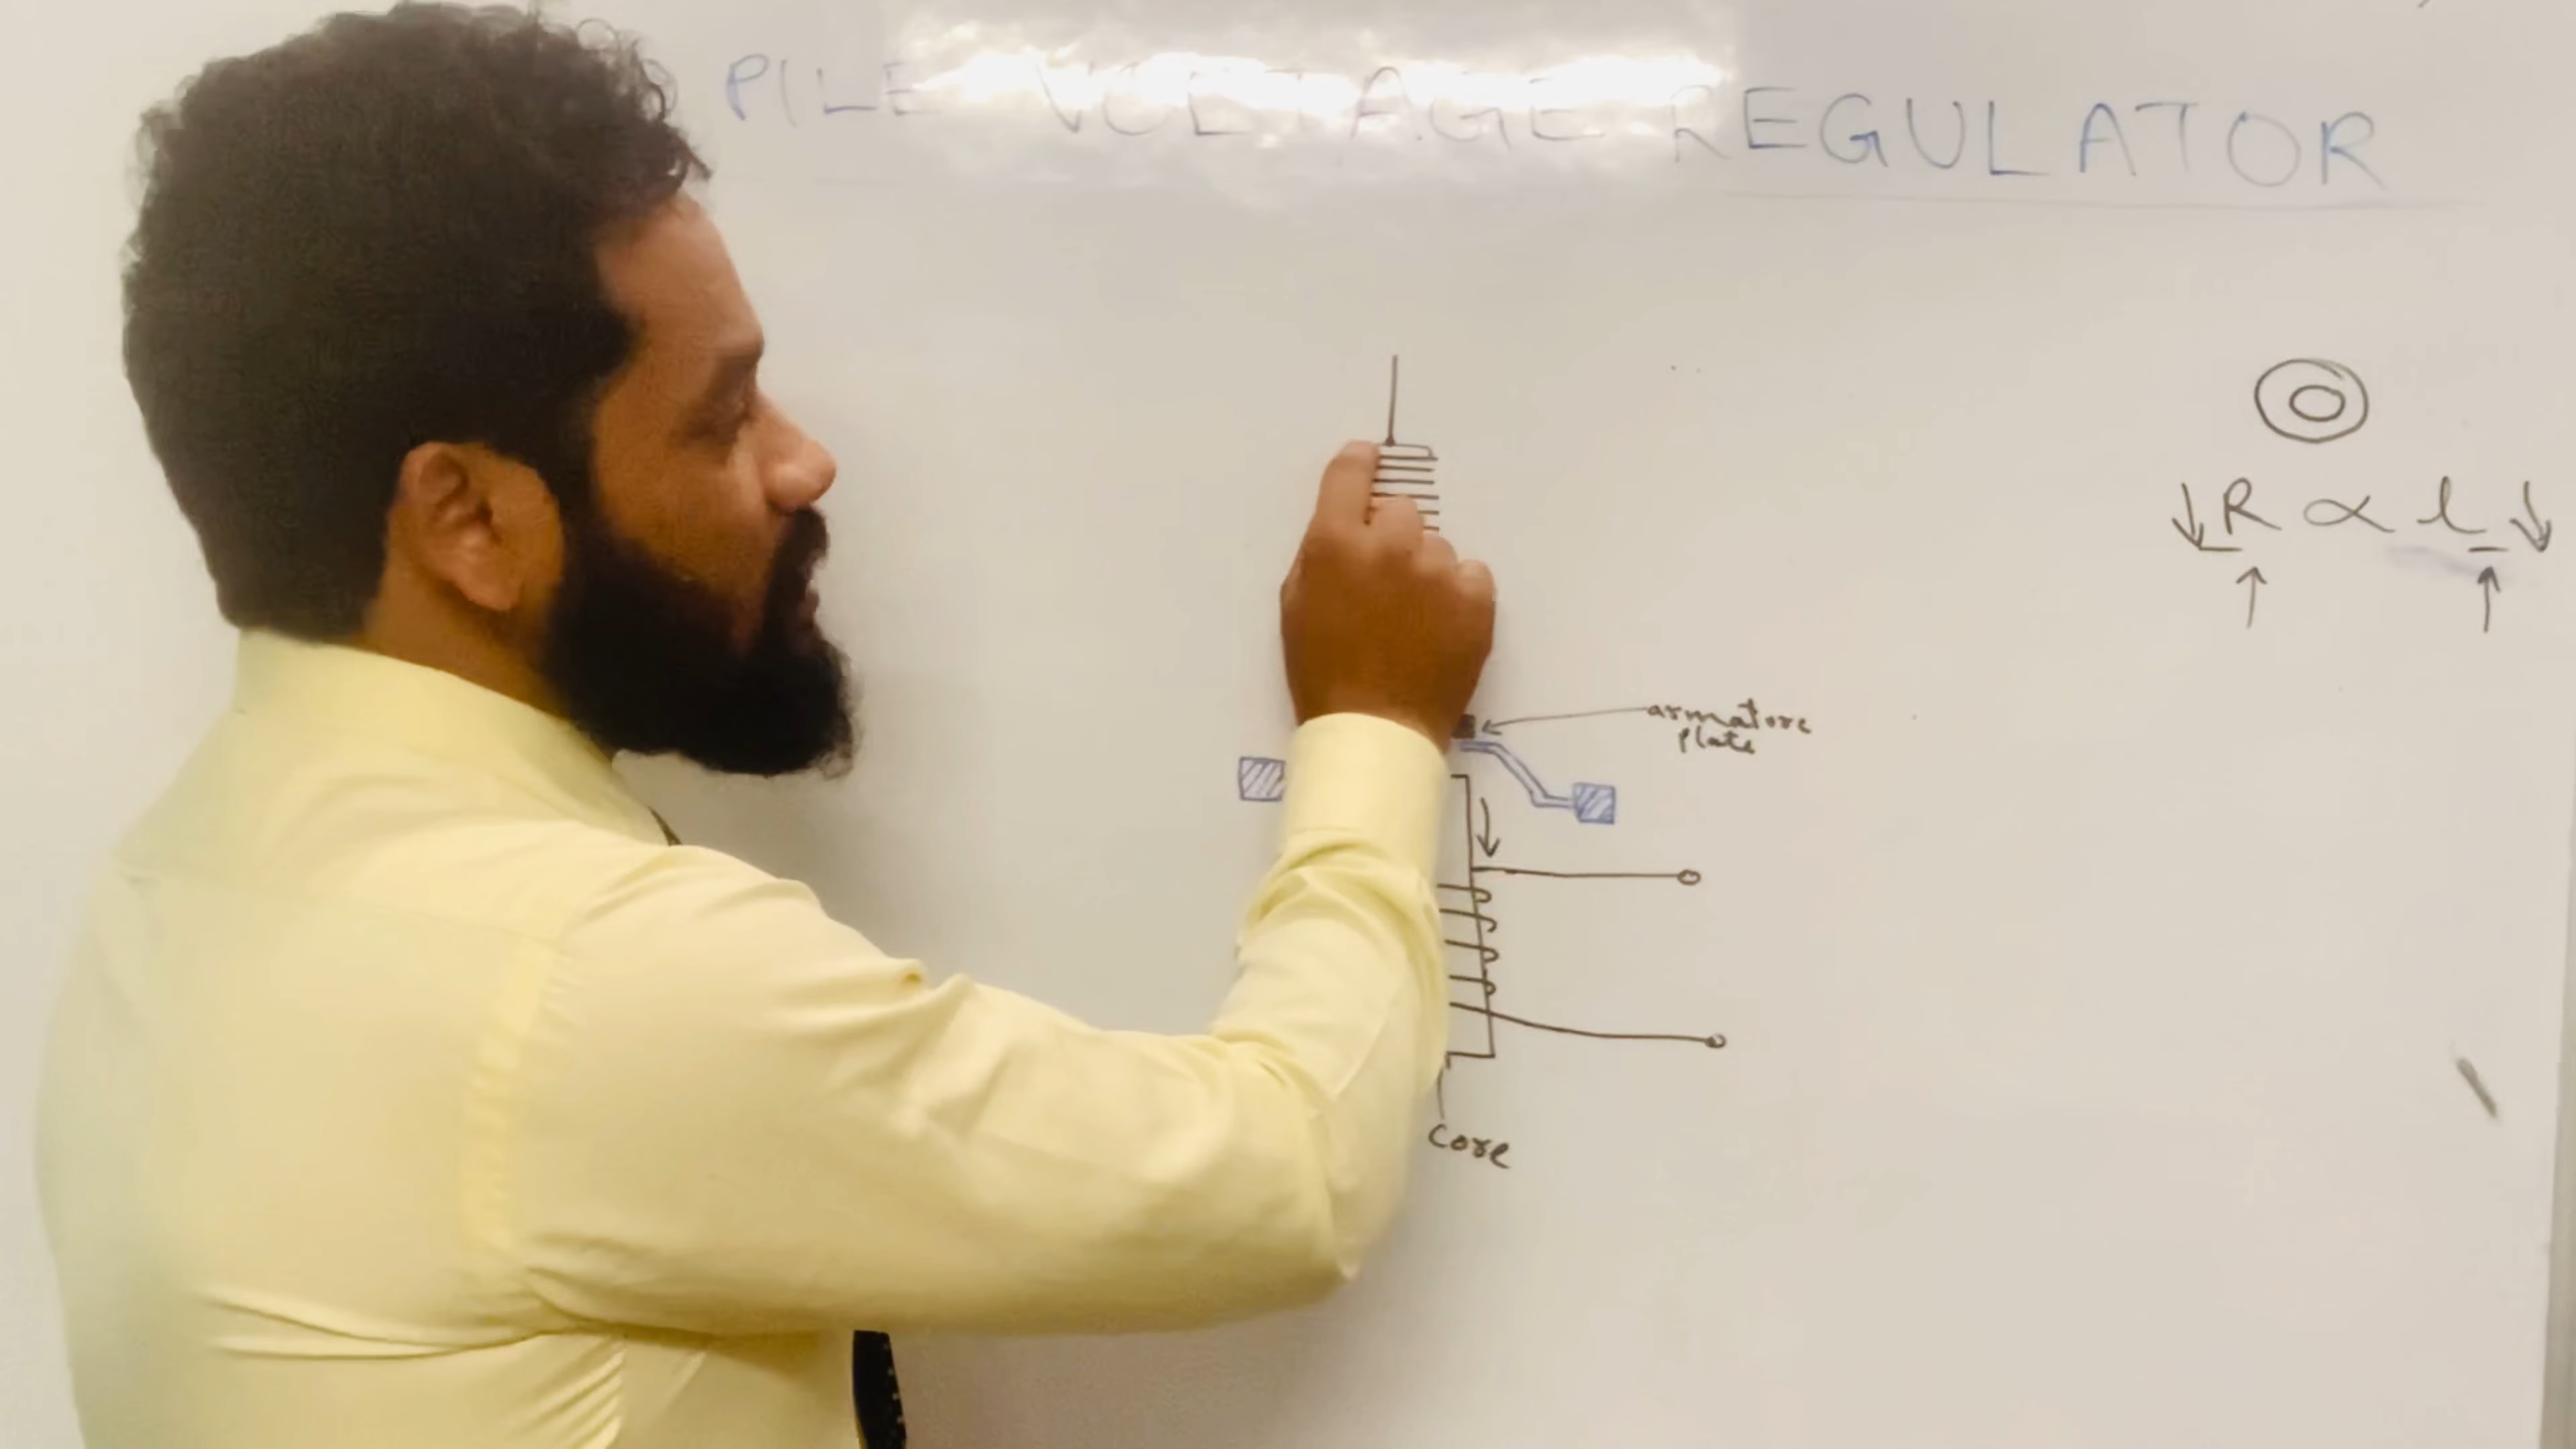 PILE VOLTAGE REGULATOR
↓R ∝ l↓
↑ ↑
armature
plate
core